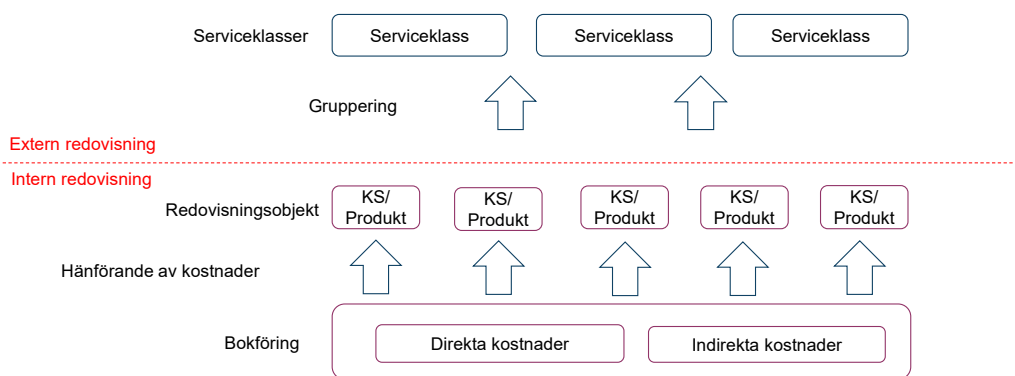 Serviceklasser
Serviceklass
Serviceklass
Serviceklass
Gruppering
Extern redovisning
Intern redovisning
Redovisningsobjekt
KS/
Produkt
KS/
Produkt
KS/
Produkt
KS/
Produkt
KS/
Produkt
Hänförande av kostnader
Bokföring
Direkta kostnader
Indirekta kostnader